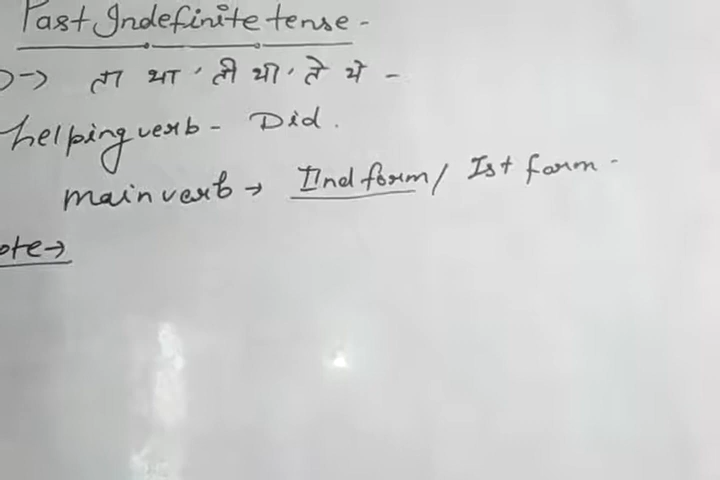 Past Indefinite tense -
→ ता था, ती थी, ते थे -
helping verb - Did.
main verb → IInd form / Ist form -
ote →